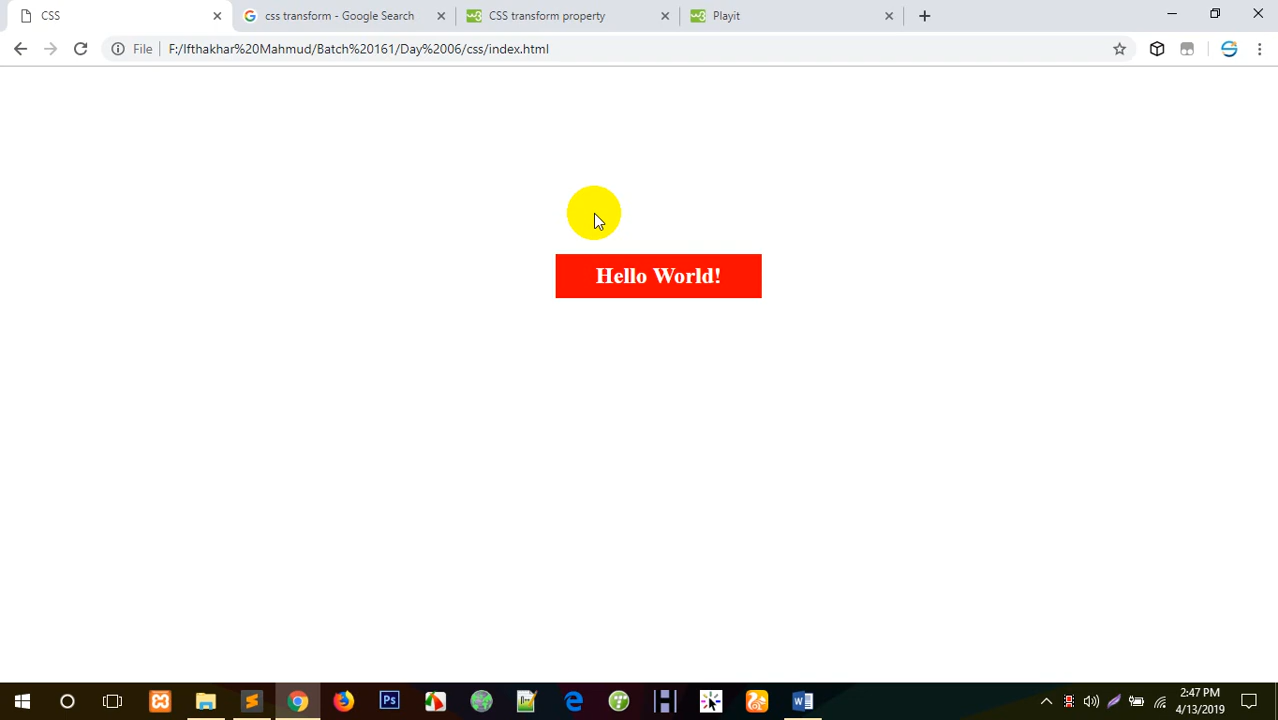 CSS
css transform - Google Search
CSS transform property
Playit
File
F:/Ifthakhar%20Mahmud/Batch%20161/Day%2006/css/index.html
Hello World!
2:47 PM
4/13/2019